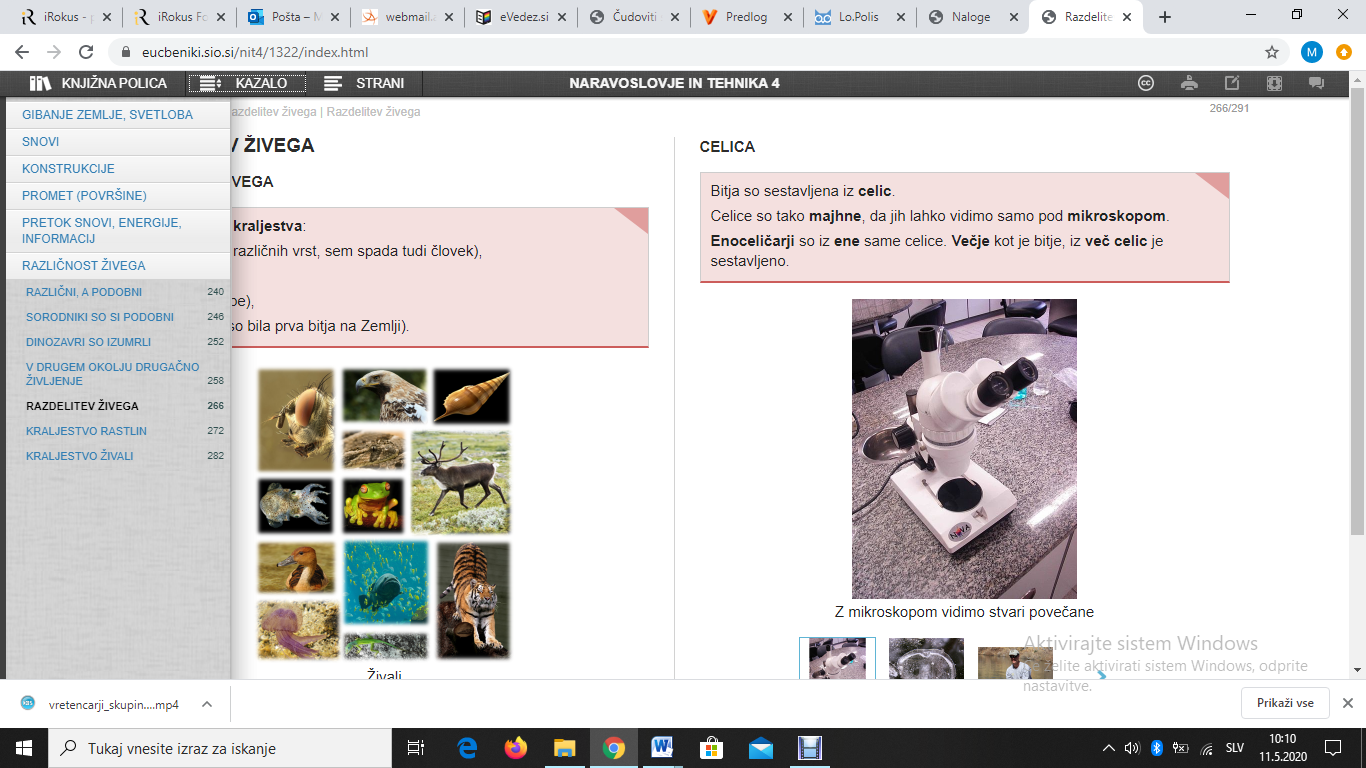 iRokus - p
iRokus Fo
Pošta – M
webmail.
eVedez.si
Čudoviti
Predlog
Lo.Polis
Naloge
Razdelite
eucbeniki.sio.si/nit4/1322/index.html
M
KNJIŽNA POLICA
KAZALO
STRANI
NARAVOSLOVJE IN TEHNIKA 4
cc
GIBANJE ZEMLJE, SVETLOBA
SNOVI
KONSTRUKCIJE
PROMET (POVRŠINE)
PRETOK SNOVI, ENERGIJE,
INFORMACIJ
RAZLIČNOST ŽIVEGA
RAZLIČNI, A PODOBNI 240
SORODNIKI SO SI PODOBNI 246
DINOZAVRI SO IZUMRLI 252
V DRUGEM OKOLJU DRUGAČNO
ŽIVLJENJE 258
RAZDELITEV ŽIVEGA 266
KRALJESTVO RASTLIN 272
KRALJESTVO ŽIVALI 282
azdelitev živega | Razdelitev živega
266/291
V ŽIVEGA
VEGA
kraljestva:
različnih vrst, sem spada tudi človek),
be),
so bila prva bitja na Zemlji).
Živali
CELICA
Bitja so sestavljena iz celic.
Celice so tako majhne, da jih lahko vidimo samo pod mikroskopom.
Enoceličarji so iz ene same celice. Večje kot je bitje, iz več celic je
sestavljeno.
NOVA
Z mikroskopom vidimo stvari povečane
Aktivirajte sistem Windows
želite aktivirati sistem Windows, odprite
nastavitve.
vretencarji_skupin....mp4
Prikaži vse
Tukaj vnesite izraz za iskanje
SLV
10:10
11.5.2020